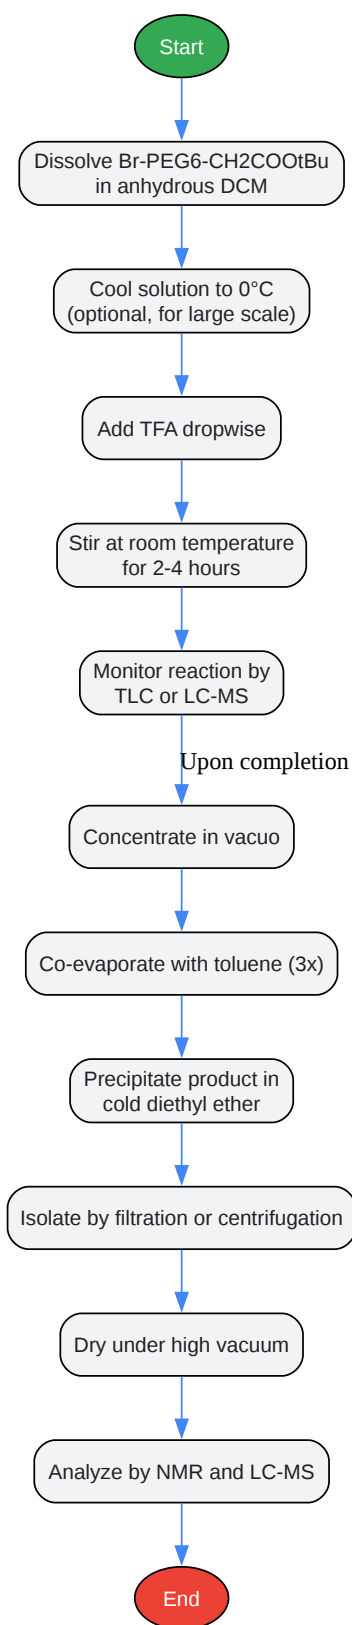 Start
Dissolve Br-PEG6-CH2COOtBu
in anhydrous DCM
Cool solution to 0°C
(optional, for large scale)
Add TFA dropwise
Stir at room temperature
for 2-4 hours
Monitor reaction by
TLC or LC-MS
Upon completion
Concentrate in vacuo
Co-evaporate with toluene (3x)
Precipitate product in
cold diethyl ether
Isolate by filtration or centrifugation
Dry under high vacuum
Analyze by NMR and LC-MS
End